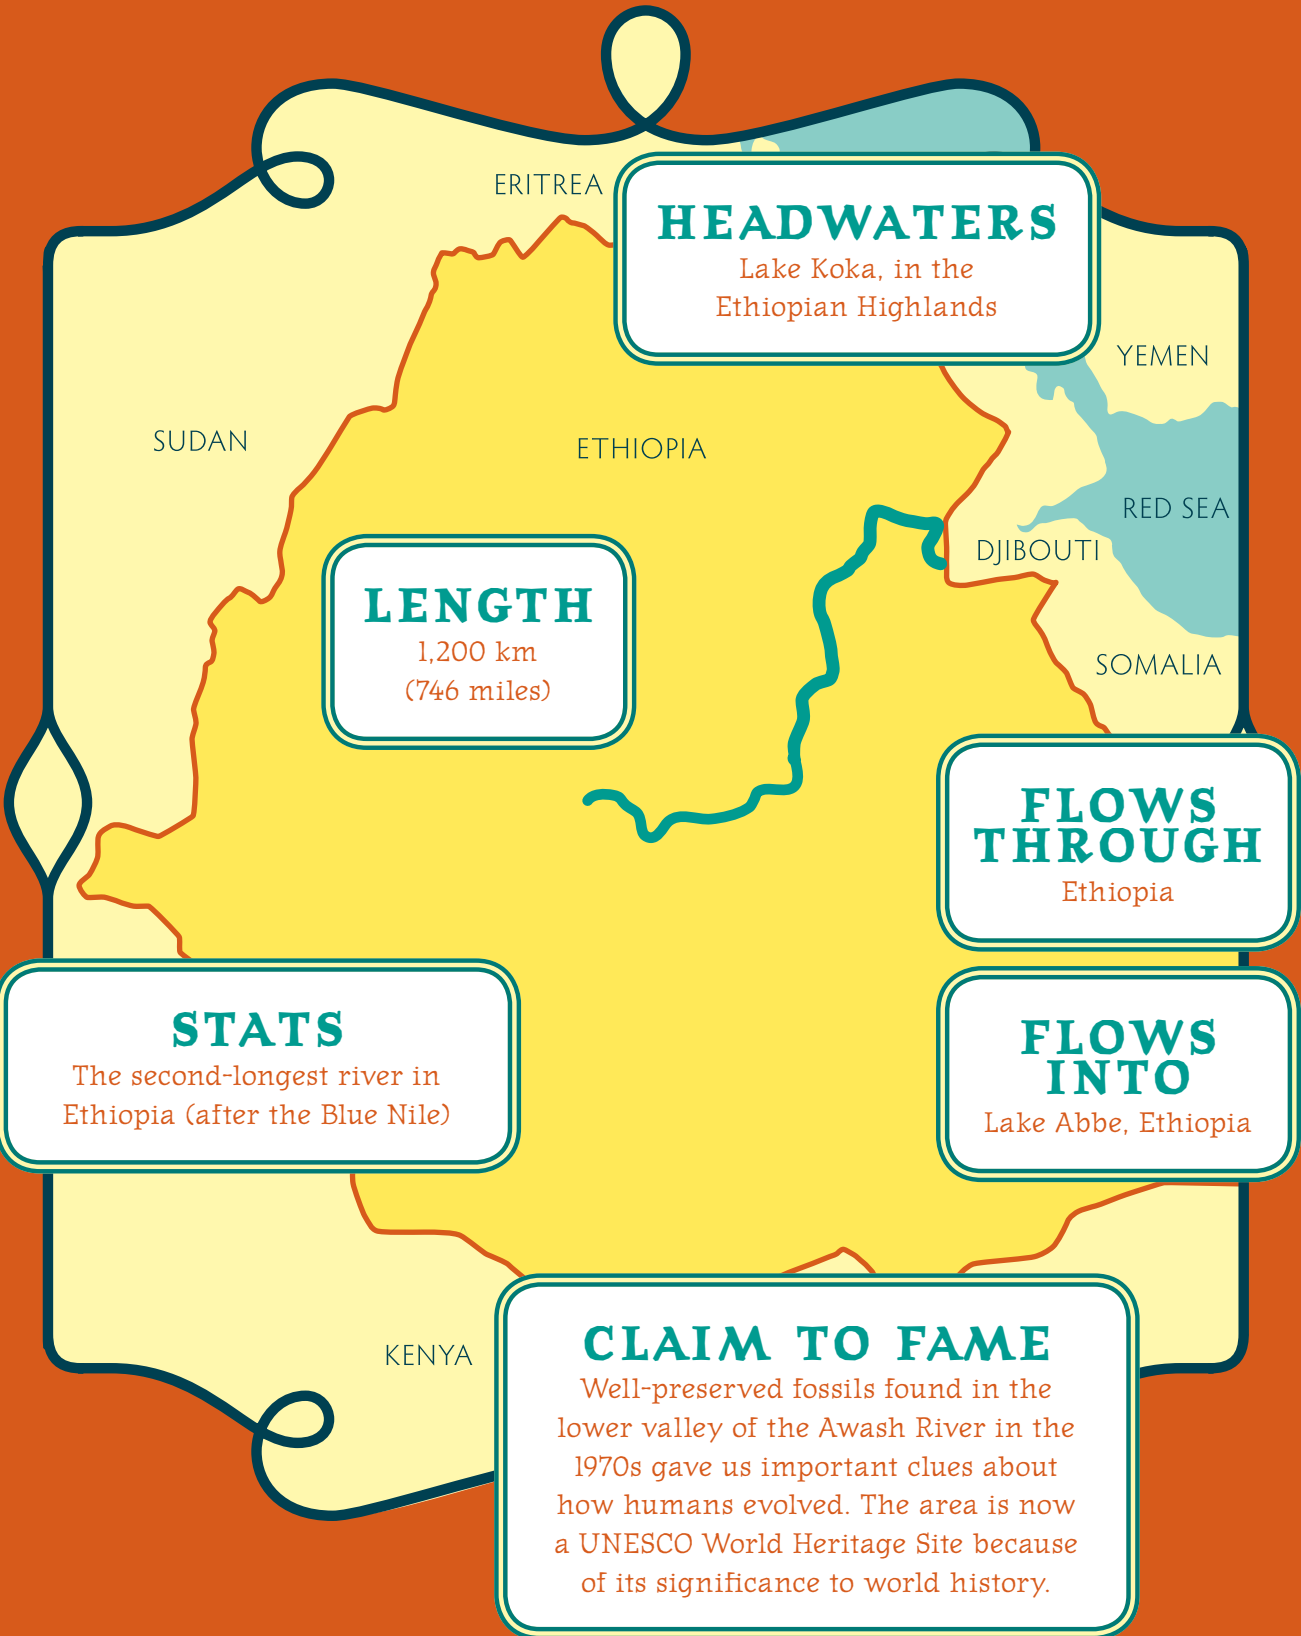 ERITREA
HEADWATERS
Lake Koka, in the
Ethiopian Highlands
YEMEN
SUDAN
ETHIOPIA
RED SEA
DJIBOUTI
LENGTH
1,200 km
(746 miles)
SOMALIA
FLOWS
THROUGH
Ethiopia
STATS
The second-longest river in
Ethiopia (after the Blue Nile)
FLOWS
INTO
Lake Abbe, Ethiopia
KENYA
CLAIM TO FAME
Well-preserved fossils found in the
lower valley of the Awash River in the
1970s gave us important clues about
how humans evolved. The area is now
a UNESCO World Heritage Site because
of its significance to world history.